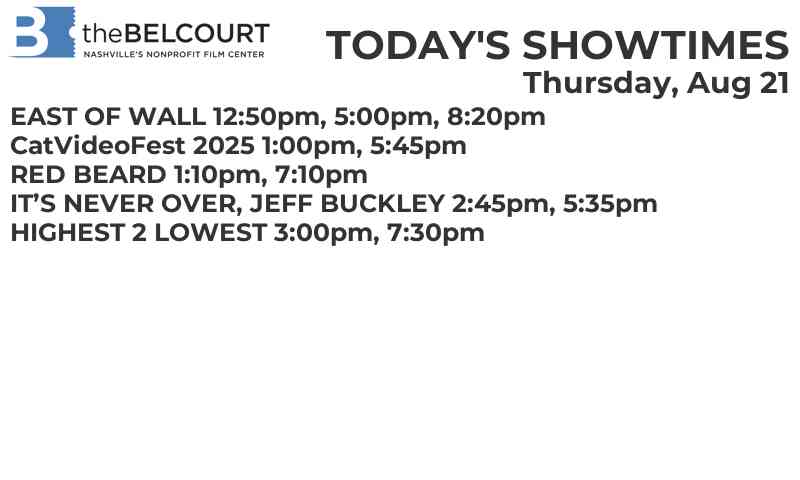 B theBELCOURT
NASHVILLE'S NONPROFIT FILM CENTER
TODAY'S SHOWTIMES
Thursday, Aug 21
EAST OF WALL 12:50pm, 5:00pm, 8:20pm
CatVideoFest 2025 1:00pm, 5:45pm
RED BEARD 1:10pm, 7:10pm
IT’S NEVER OVER, JEFF BUCKLEY 2:45pm, 5:35pm
HIGHEST 2 LOWEST 3:00pm, 7:30pm